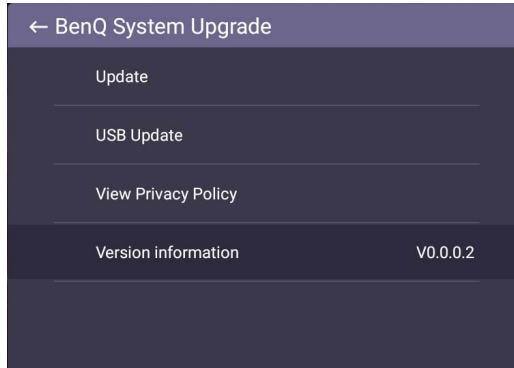 ← BenQ System Upgrade
Update
USB Update
View Privacy Policy
Version information V0.0.0.2